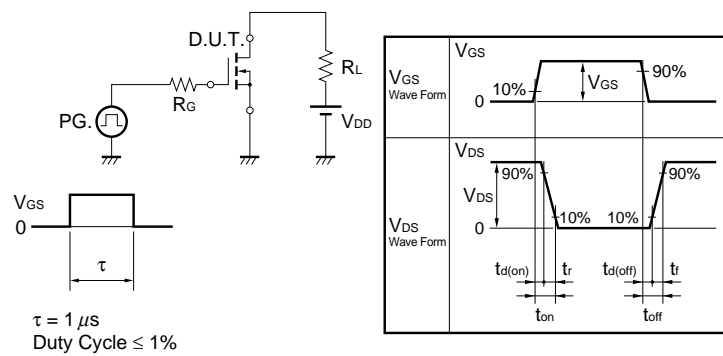 D.U.T.
RL
RG
PG.
VDD
VGS
0
τ
τ = 1 μs
Duty Cycle ≤ 1%
VGS
Wave Form
VGS
10%
VGS
90%
0
VDS
Wave Form
VDS
90%
VDS
90%
10%
10%
0
td(on)
tr
td(off)
tf
ton
toff